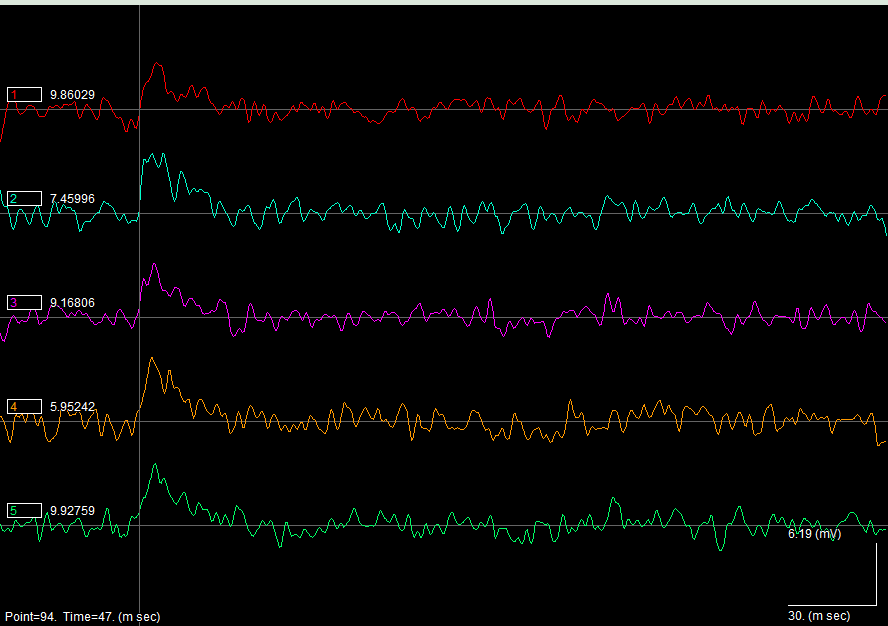 1 9.86029
2 7.45996
3 9.16806
4 5.95242
5 9.92759
6.19 (mV)
30. (m sec)
Point=94. Time=47. (m sec)